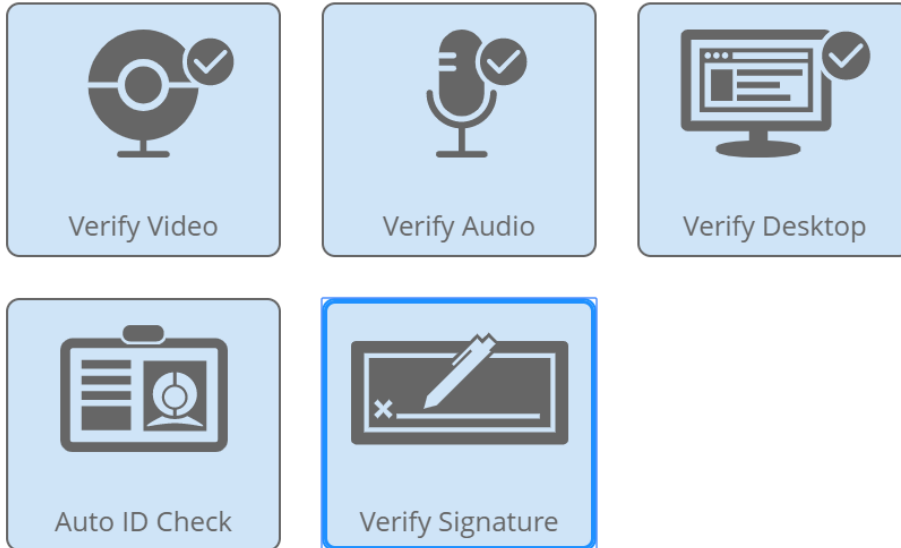 Verify Video
Verify Audio
Verify Desktop
Auto ID Check
Verify Signature